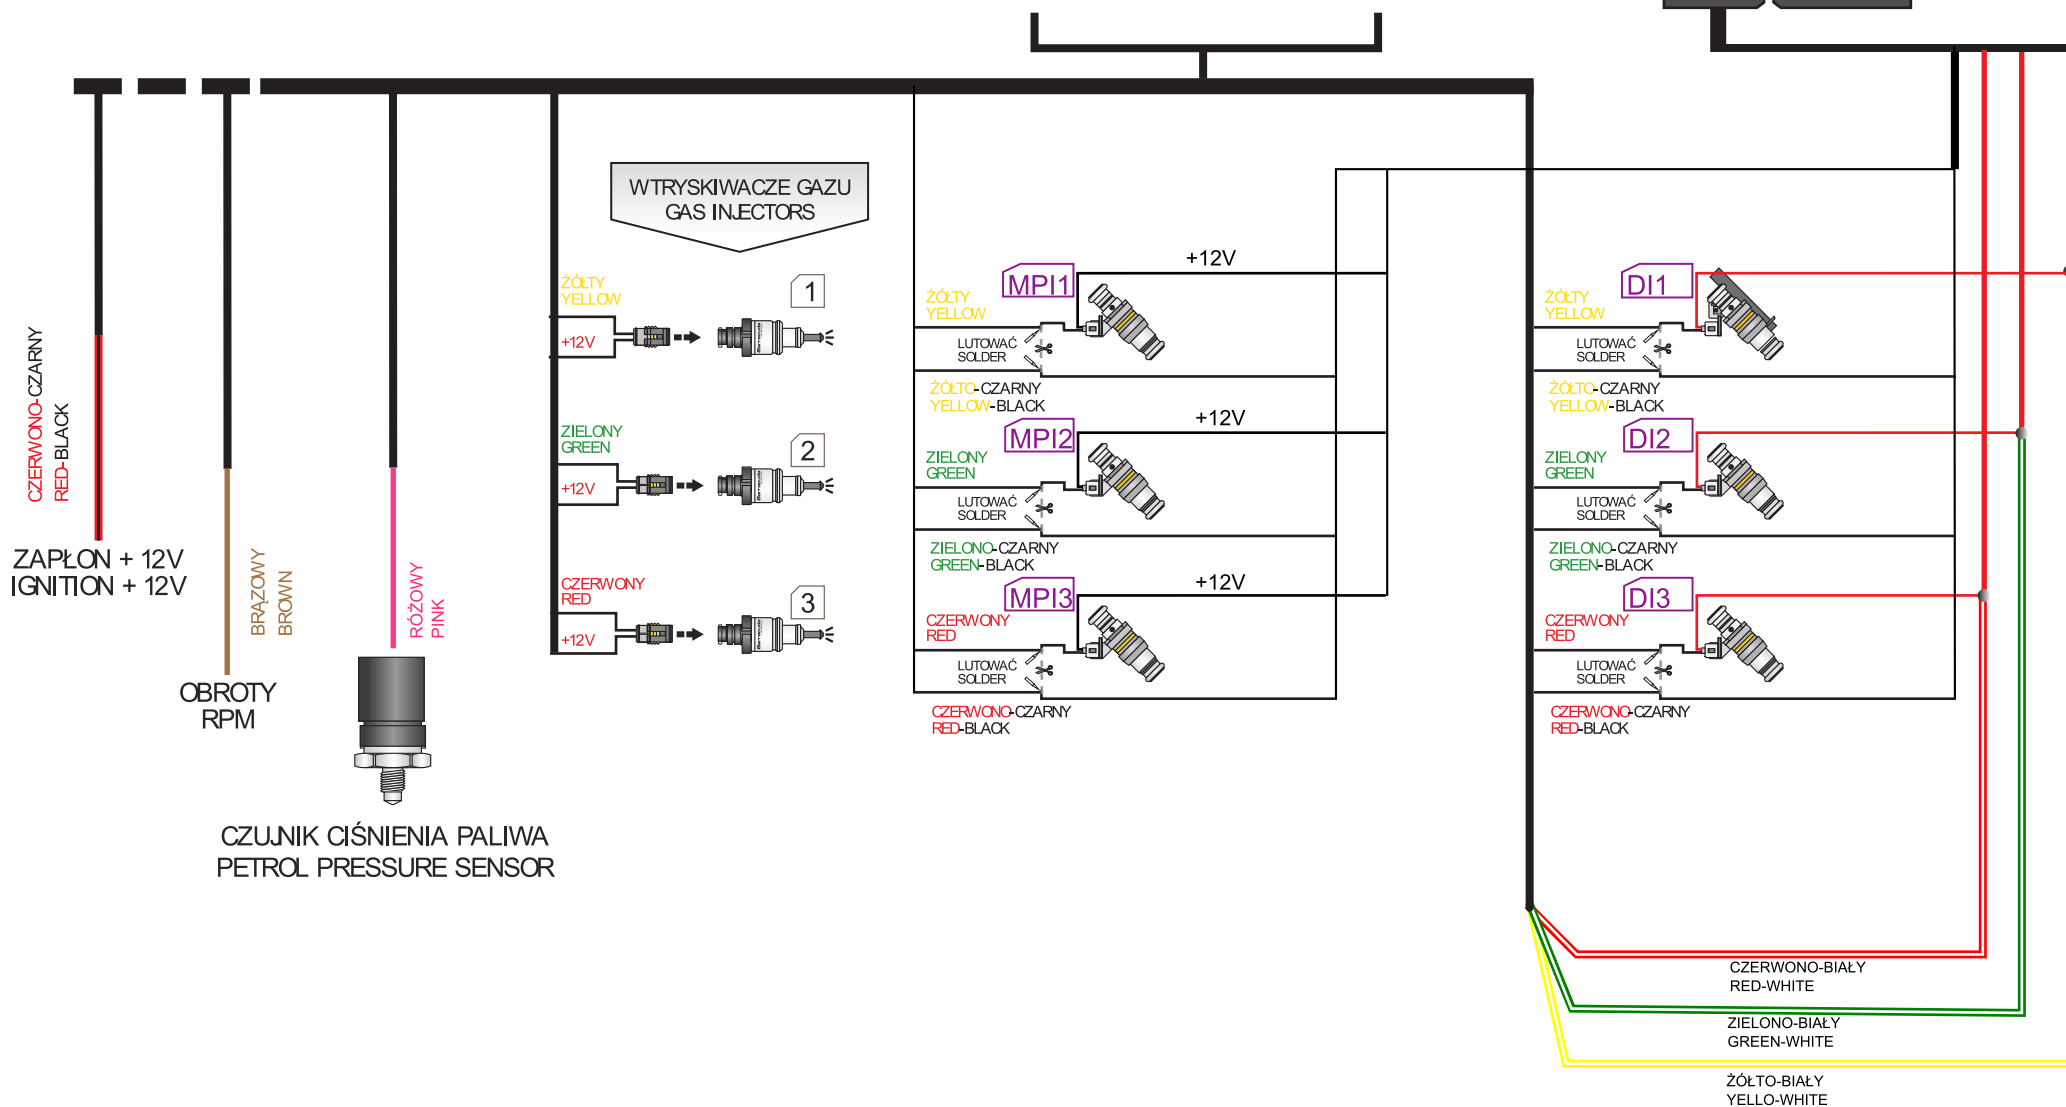 CZERWONO-CZARNY
RED-BLACK
ZAPŁON + 12V
IGNITION + 12V
BRĄZOWY
BROWN
OBROTY
RPM
RÓŻOWY
PINK
CZUJNIK CIŚNIENIA PALIWA
PETROL PRESSURE SENSOR
WTRYSKIWACZE GAZU
GAS INJECTORS
ŻÓŁTY
YELLOW
+12V
1
ZIELONY
GREEN
+12V
2
CZERWONY
RED
+12V
3
MPI1
+12V
ŻÓŁTY
YELLOW
LUTOWAĆ
SOLDER
ŻÓŁTO-CZARNY
YELLOW-BLACK
MPI2
+12V
ZIELONY
GREEN
LUTOWAĆ
SOLDER
ZIELONO-CZARNY
GREEN-BLACK
MPI3
+12V
CZERWONY
RED
LUTOWAĆ
SOLDER
CZERWONO-CZARNY
RED-BLACK
DI1
ŻÓŁTY
YELLOW
LUTOWAĆ
SOLDER
ŻÓŁTO-CZARNY
YELLOW-BLACK
DI2
ZIELONY
GREEN
LUTOWAĆ
SOLDER
ZIELONO-CZARNY
GREEN-BLACK
DI3
CZERWONY
RED
LUTOWAĆ
SOLDER
CZERWONO-CZARNY
RED-BLACK
CZERWONO-BIAŁY
RED-WHITE
ZIELONO-BIAŁY
GREEN-WHITE
ŻÓŁTO-BIAŁY
YELLO-WHITE